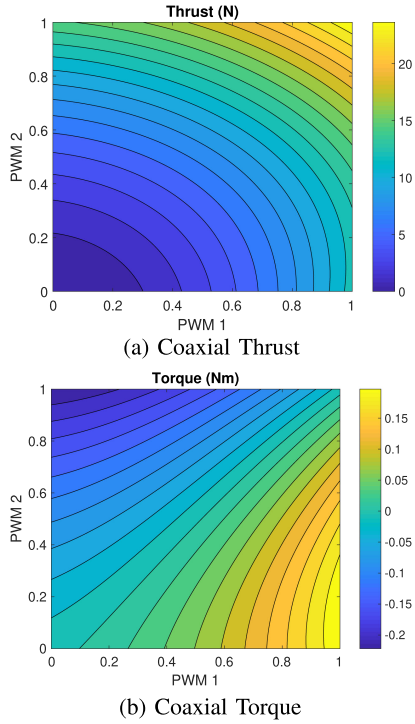 Thrust (N)
1
0.8
0.6
0.4
0.2
0
PWM 2
0 0.2 0.4 0.6 0.8 1
PWM 1
20
15
10
5
0
(a) Coaxial Thrust
Torque (Nm)
1
0.8
0.6
0.4
0.2
0
PWM 2
0 0.2 0.4 0.6 0.8 1
PWM 1
0.15
0.1
0.05
0
-0.05
-0.1
-0.15
-0.2
(b) Coaxial Torque